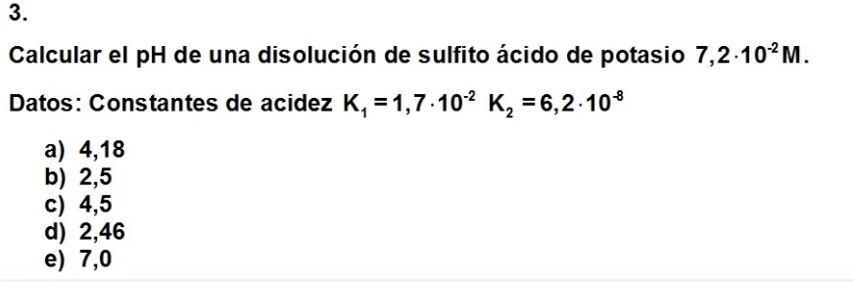 3.
Calcular el pH de una disolución de sulfito ácido de potasio 7,2·10⁻²M.
Datos: Constantes de acidez K₁ =1,7·10⁻² K₂ =6,2·10⁻⁸
a) 4,18
b) 2,5
c) 4,5
d) 2,46
e) 7,0